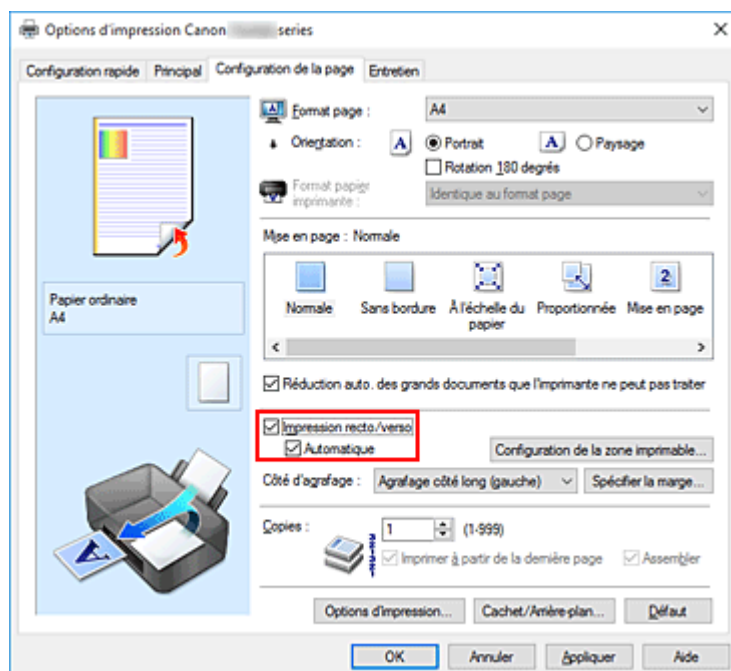 Options d'impression Canon series
Configuration rapide Principal Configuration de la page Entretien
Format page : A4
Orientation : A Portrait A Paysage
Rotation 180 degrés
Format papier
imprimante : Identique au format page
Mise en page : Normale
Normale Sans bordure À l'échelle du papier Proportionnée Mise en page
Papier ordinaire
A4
Réduction auto. des grands documents que l'imprimante ne peut pas traiter
Impression recto/verso
Automatique
Configuration de la zone imprimable...
Côté d'agrafage : Agrafage côté long (gauche) Spécifier la marge...
Copies : 1 (1-999)
Imprimer à partir de la dernière page Assembler
Options d'impression... Cachet/Arrière-plan... Défaut
OK Annuler Appliquer Aide